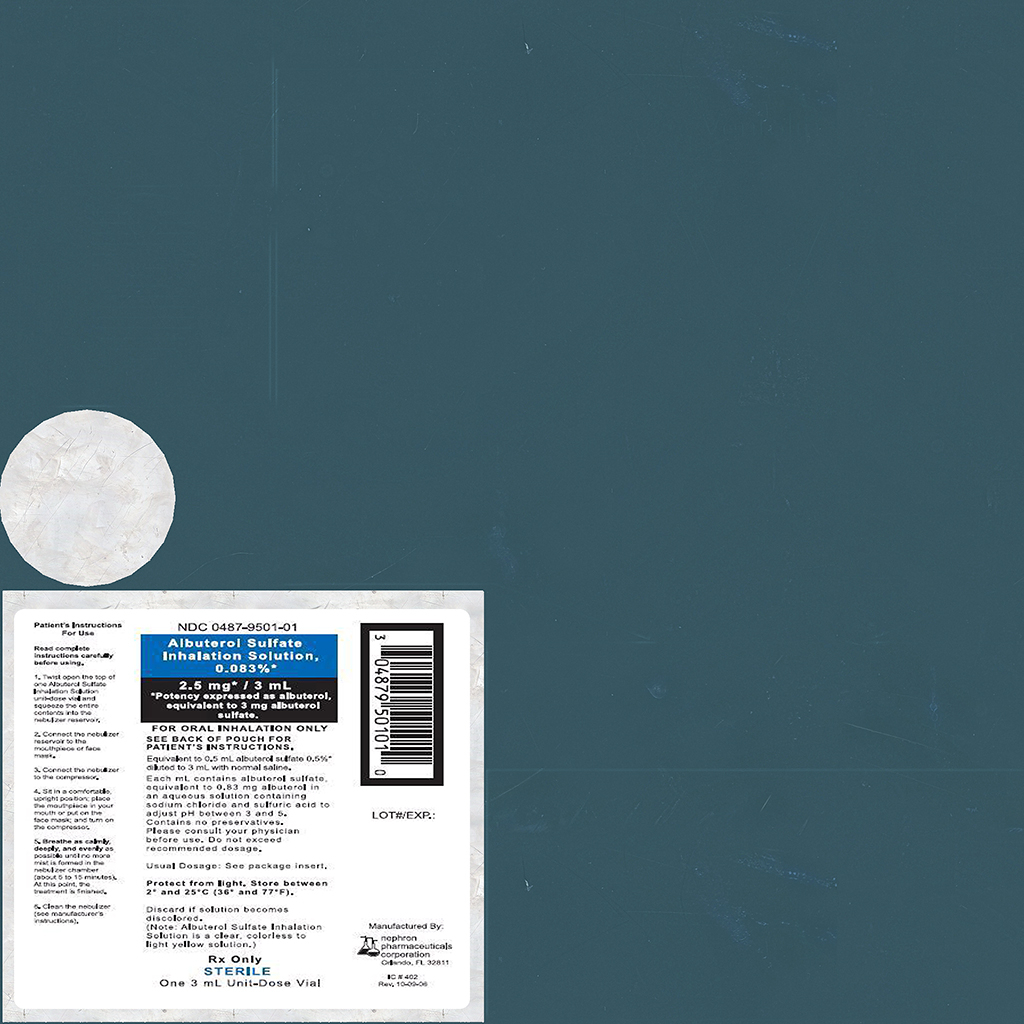 Patient's Instructions
For Use
Read complete
instructions carefully
before using.
1. Twist open the top of
one Albuterol Sulfate
Inhalation Solution
unit-dose vial and
squeeze the entire
contents into the
nebulizer reservoir.
2. Connect the nebulizer
reservoir to the
mouthpiece or face
mask.
3. Connect the nebulizer
to the compressor.
4. Sit in a comfortable,
upright position; place
the mouthpiece in your
mouth or put on the
face mask; and turn on
the compressor.
5. Breathe as calmly,
deeply, and evenly as
possible until no more
mist is formed in the
nebulizer chamber
(about 5 to 15 minutes).
At this point, the
treatment is finished.
6. Clean the nebulizer
(see manufacturer's
instructions).
NDC 0487-9501-01
Albuterol Sulfate
Inhalation Solution,
0.083%*
2.5 mg* / 3 mL
*Potency expressed as albuterol,
equivalent to 3 mg albuterol
sulfate.
FOR ORAL INHALATION ONLY
SEE BACK OF POUCH FOR
PATIENT'S INSTRUCTIONS.
Equivalent to 0.5 mL albuterol sulfate 0.5%*
diluted to 3 mL with normal saline.
Each mL contains albuterol sulfate,
equivalent to 0.83 mg albuterol in
an aqueous solution containing
sodium chloride and sulfuric acid to
adjust pH between 3 and 5.
Contains no preservatives.
Please consult your physician
before use. Do not exceed
recommended dosage.
Usual Dosage: See package insert.
Protect from light. Store between
2° and 25°C (36° and 77°F).
Discard if solution becomes
discolored.
(Note: Albuterol Sulfate Inhalation
Solution is a clear, colorless to
light yellow solution.)
Rx Only
STERILE
One 3 mL Unit-Dose Vial
3 04879 50101 0
LOT#/EXP.:
Manufactured By:
nephron
pharmaceuticals
corporation
Orlando, FL 32811
IC # 402
Rev. 10-09-06